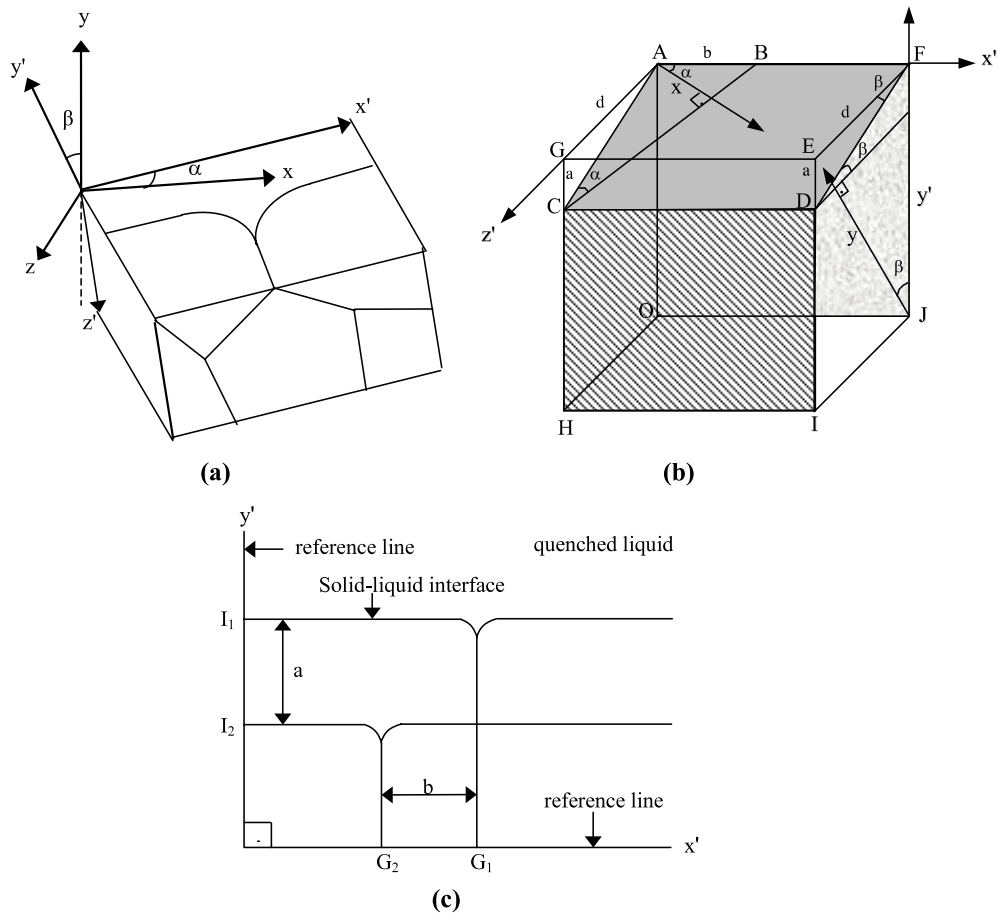 y
y'
β
x'
α
x
z
z'
(a)
A
b
B
F
x'
α
x
β
d
d
G
E
a
α
β
a
C
D
y'
z'
y
β
O
J
H
I
(b)
y'
reference line
quenched liquid
Solid-liquid interface
I₁
a
I₂
b
reference line
x'
G₂
G₁
(c)